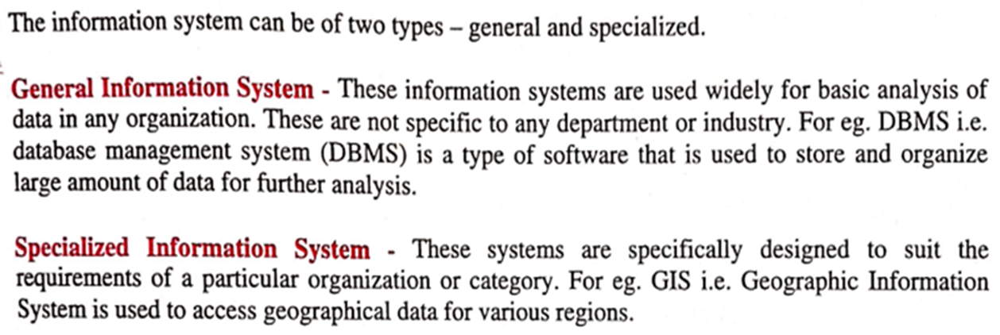 The information system can be of two types – general and specialized.
General Information System - These information systems are used widely for basic analysis of
data in any organization. These are not specific to any department or industry. For eg. DBMS i.e.
database management system (DBMS) is a type of software that is used to store and organize
large amount of data for further analysis.
Specialized Information System - These systems are specifically designed to suit the
requirements of a particular organization or category. For eg. GIS i.e. Geographic Information
System is used to access geographical data for various regions.